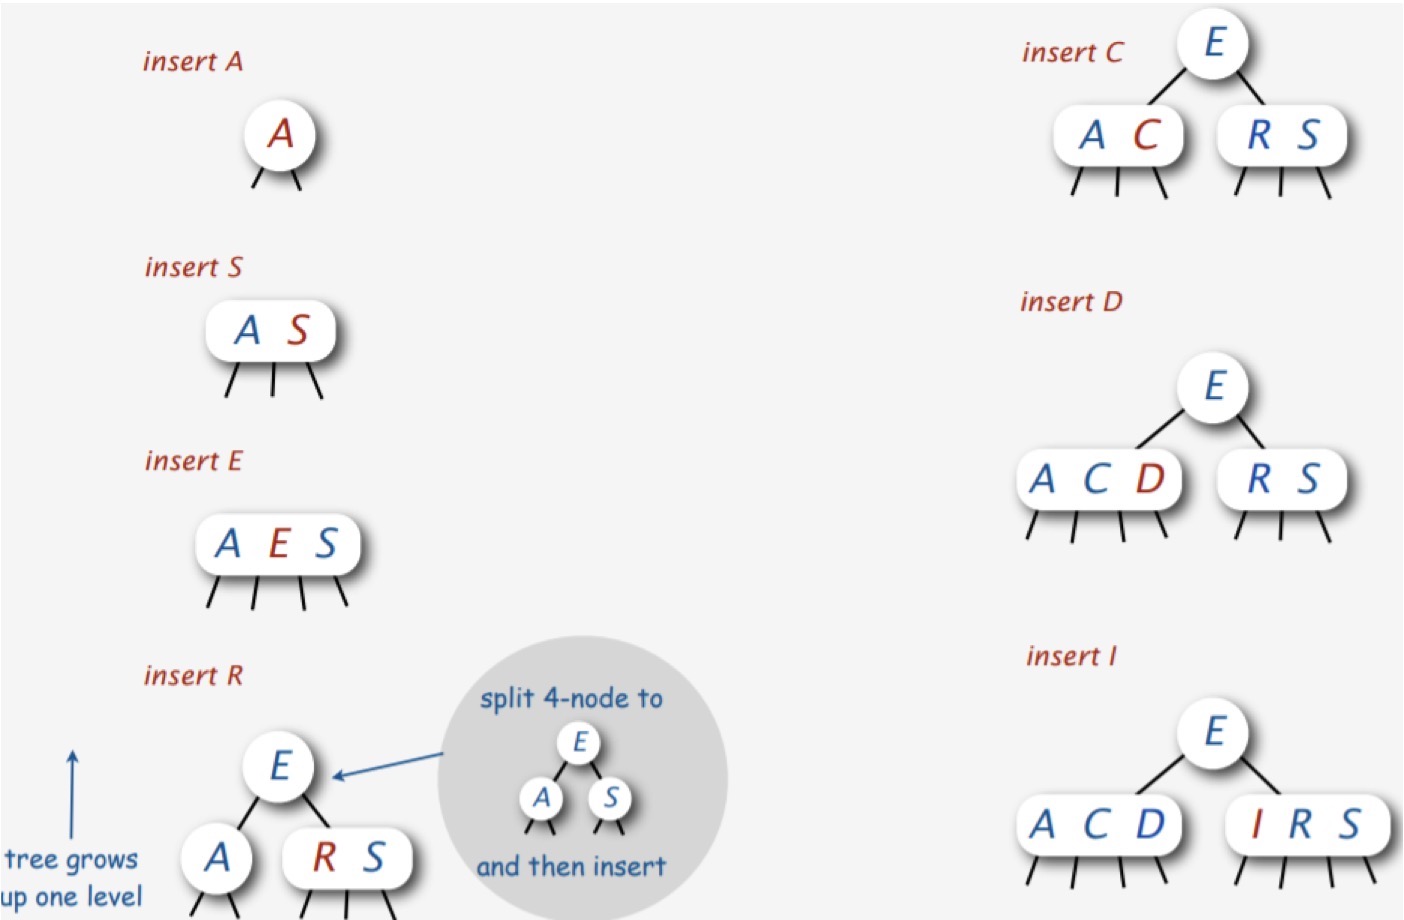 insert A
A
insert S
A S
insert E
A E S
insert R
E
A R S
tree grows
up one level
split 4-node to
E
A S
and then insert
insert C
E
A C R S
insert D
E
A C D R S
insert I
E
A C D I R S